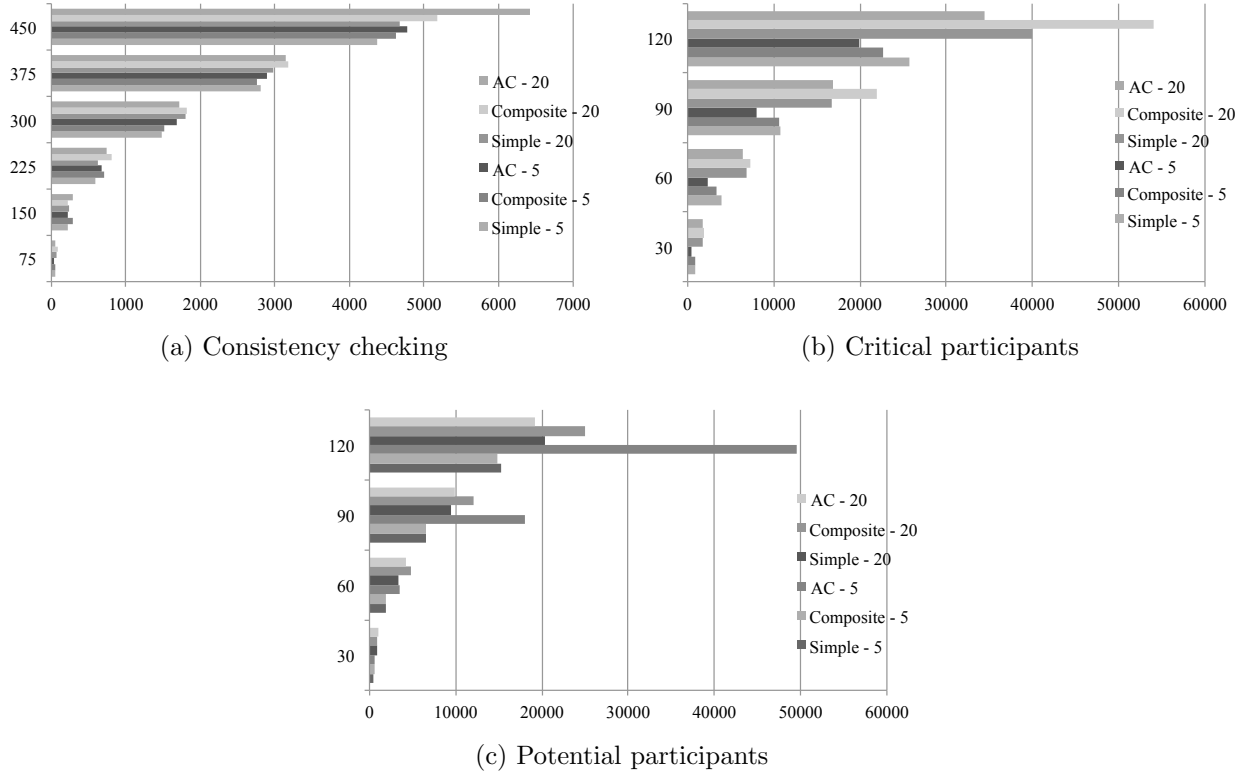 450
375
300
225
150
75
0 1000 2000 3000 4000 5000 6000 7000
AC - 20
Composite - 20
Simple - 20
AC - 5
Composite - 5
Simple - 5
(a) Consistency checking
120
90
60
30
0 10000 20000 30000 40000 50000 60000
AC - 20
Composite - 20
Simple - 20
AC - 5
Composite - 5
Simple - 5
(b) Critical participants
120
90
60
30
0 10000 20000 30000 40000 50000 60000
AC - 20
Composite - 20
Simple - 20
AC - 5
Composite - 5
Simple - 5
(c) Potential participants